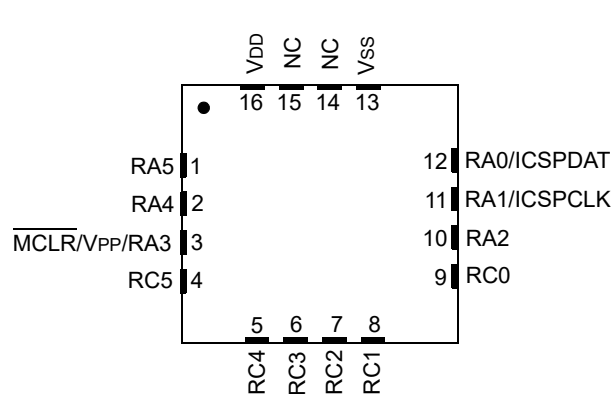 VDD
NC
NC
VSS
16 15 14 13
RA5 1
RA4 2
MCLR/VPP/RA3 3
RC5 4
12 RA0/ICSPDAT
11 RA1/ICSPCLK
10 RA2
9 RC0
5 6 7 8
RC4
RC3
RC2
RC1